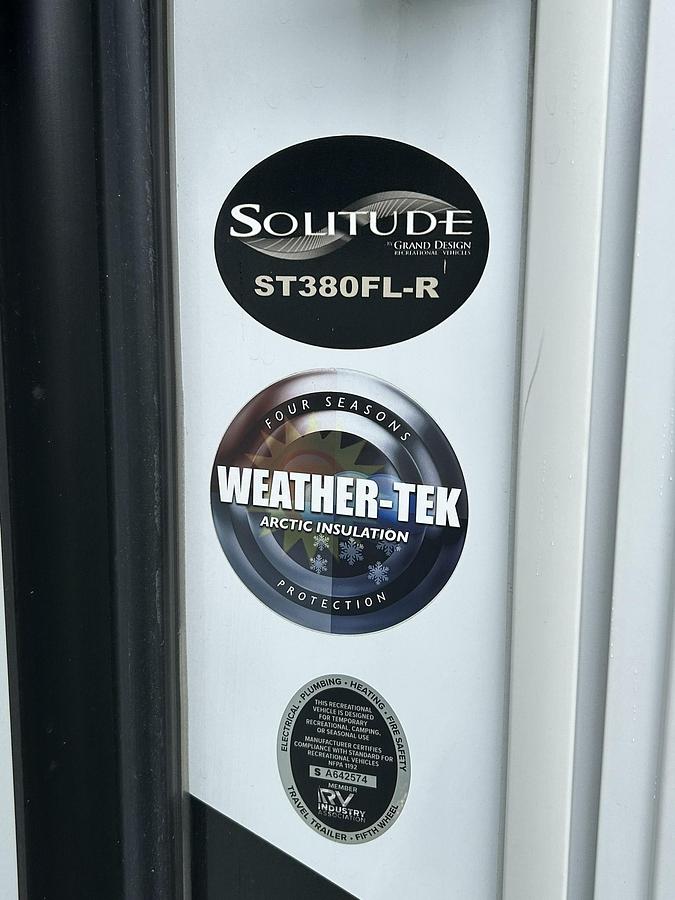 SOLITUDE
BY GRAND DESIGN
RECREATIONAL VEHICLES
ST380FL-R
FOUR SEASONS
WEATHER-TEK
ARCTIC INSULATION
PROTECTION
ELECTRICAL · PLUMBING · HEATING · FIRE SAFETY
THIS RECREATIONAL
VEHICLE IS DESIGNED
FOR TEMPORARY
RECREATIONAL, CAMPING,
OR SEASONAL USE
MANUFACTURER CERTIFIES
COMPLIANCE WITH STANDARD FOR
RECREATIONAL VEHICLES
NFPA 1192
S A642574
MEMBER
RV
INDUSTRY
ASSOCIATION
TRAVEL TRAILER · FIFTH WHEEL